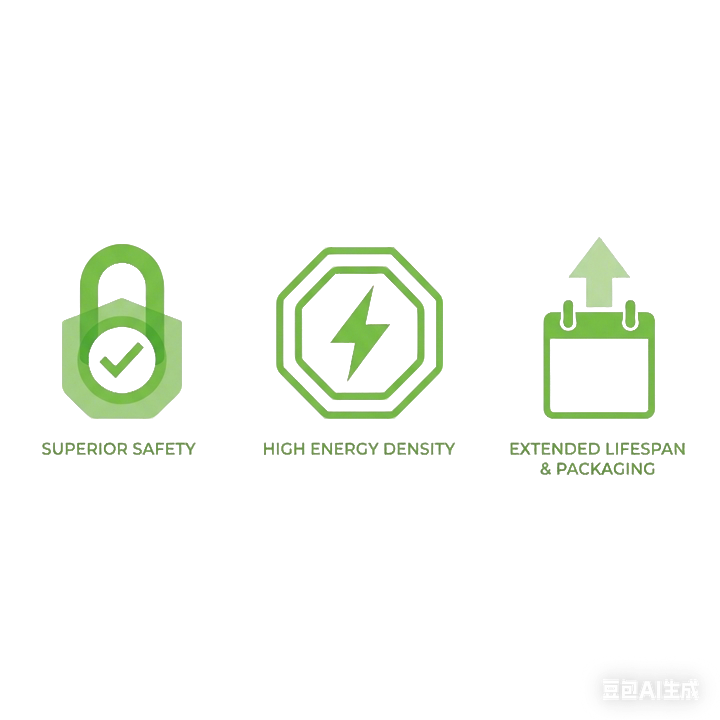 SUPERIOR SAFETY
HIGH ENERGY DENSITY
EXTENDED LIFESPAN
& PACKAGING
豆包AI生成